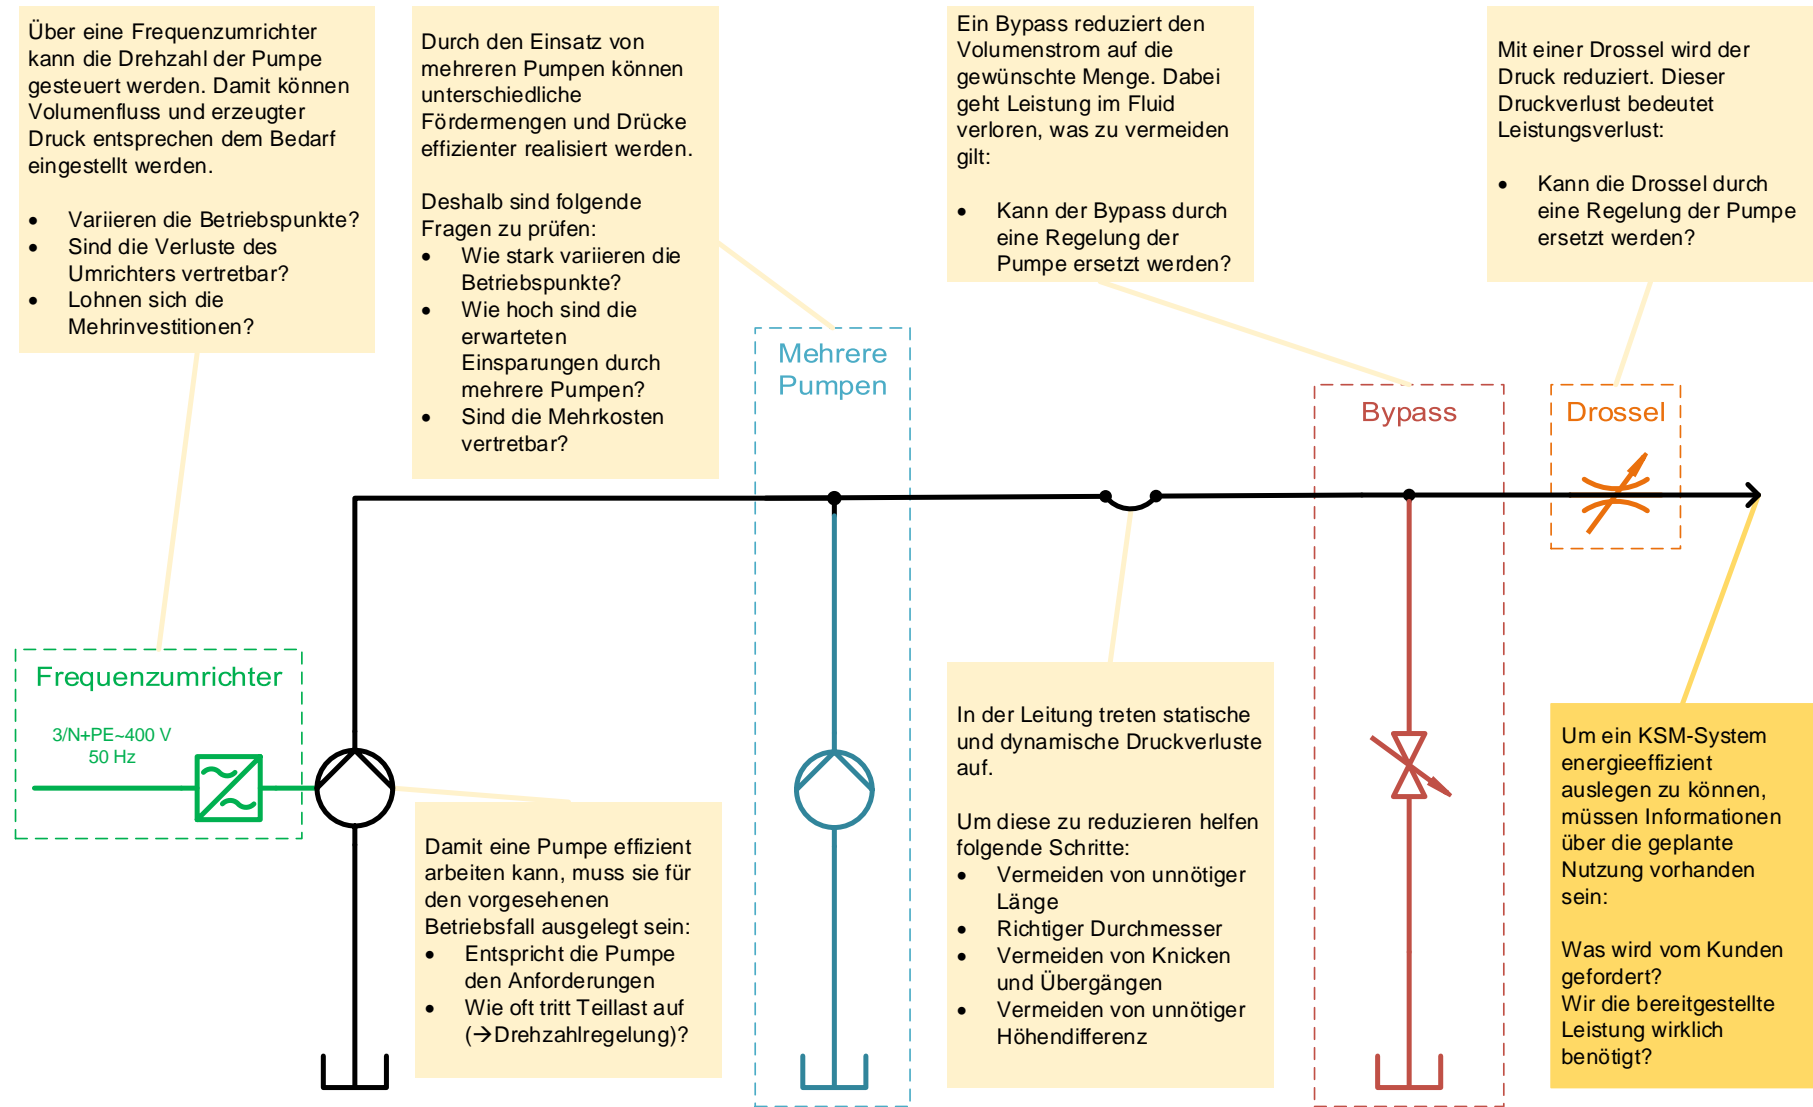 Über eine Frequenzumrichter
kann die Drehzahl der Pumpe
gesteuert werden. Damit können
Volumenfluss und erzeugter
Druck entsprechen dem Bedarf
eingestellt werden.
• Variieren die Betriebspunkte?
• Sind die Verluste des
Umrichters vertretbar?
• Lohnen sich die
Mehrinvestitionen?
Durch den Einsatz von
mehreren Pumpen können
unterschiedliche
Fördermengen und Drücke
effizienter realisiert werden.
Deshalb sind folgende
Fragen zu prüfen:
• Wie stark variieren die
Betriebspunkte?
• Wie hoch sind die
erwarteten
Einsparungen durch
mehrere Pumpen?
• Sind die Mehrkosten
vertretbar?
Ein Bypass reduziert den
Volumenstrom auf die
gewünschte Menge. Dabei
geht Leistung im Fluid
verloren, was zu vermeiden
gilt:
• Kann der Bypass durch
eine Regelung der
Pumpe ersetzt werden?
Mit einer Drossel wird der
Druck reduziert. Dieser
Druckverlust bedeutet
Leistungsverlust:
• Kann die Drossel durch
eine Regelung der Pumpe
ersetzt werden?
Mehrere
Pumpen
Bypass
Drossel
Frequenzumrichter
3/N+PE~400 V
50 Hz
Damit eine Pumpe effizient
arbeiten kann, muss sie für
den vorgesehenen
Betriebsfall ausgelegt sein:
• Entspricht die Pumpe
den Anforderungen
• Wie oft tritt Teillast auf
(→Drehzahlregelung)?
In der Leitung treten statische
und dynamische Druckverluste
auf.
Um diese zu reduzieren helfen
folgende Schritte:
• Vermeiden von unnötiger
Länge
• Richtiger Durchmesser
• Vermeiden von Knicken
und Übergängen
• Vermeiden von unnötiger
Höhendifferenz
Um ein KSM-System
energieeffizient
auslegen zu können,
müssen Informationen
über die geplante
Nutzung vorhanden
sein:
Was wird vom Kunden
gefordert?
Wir die bereitgestellte
Leistung wirklich
benötigt?